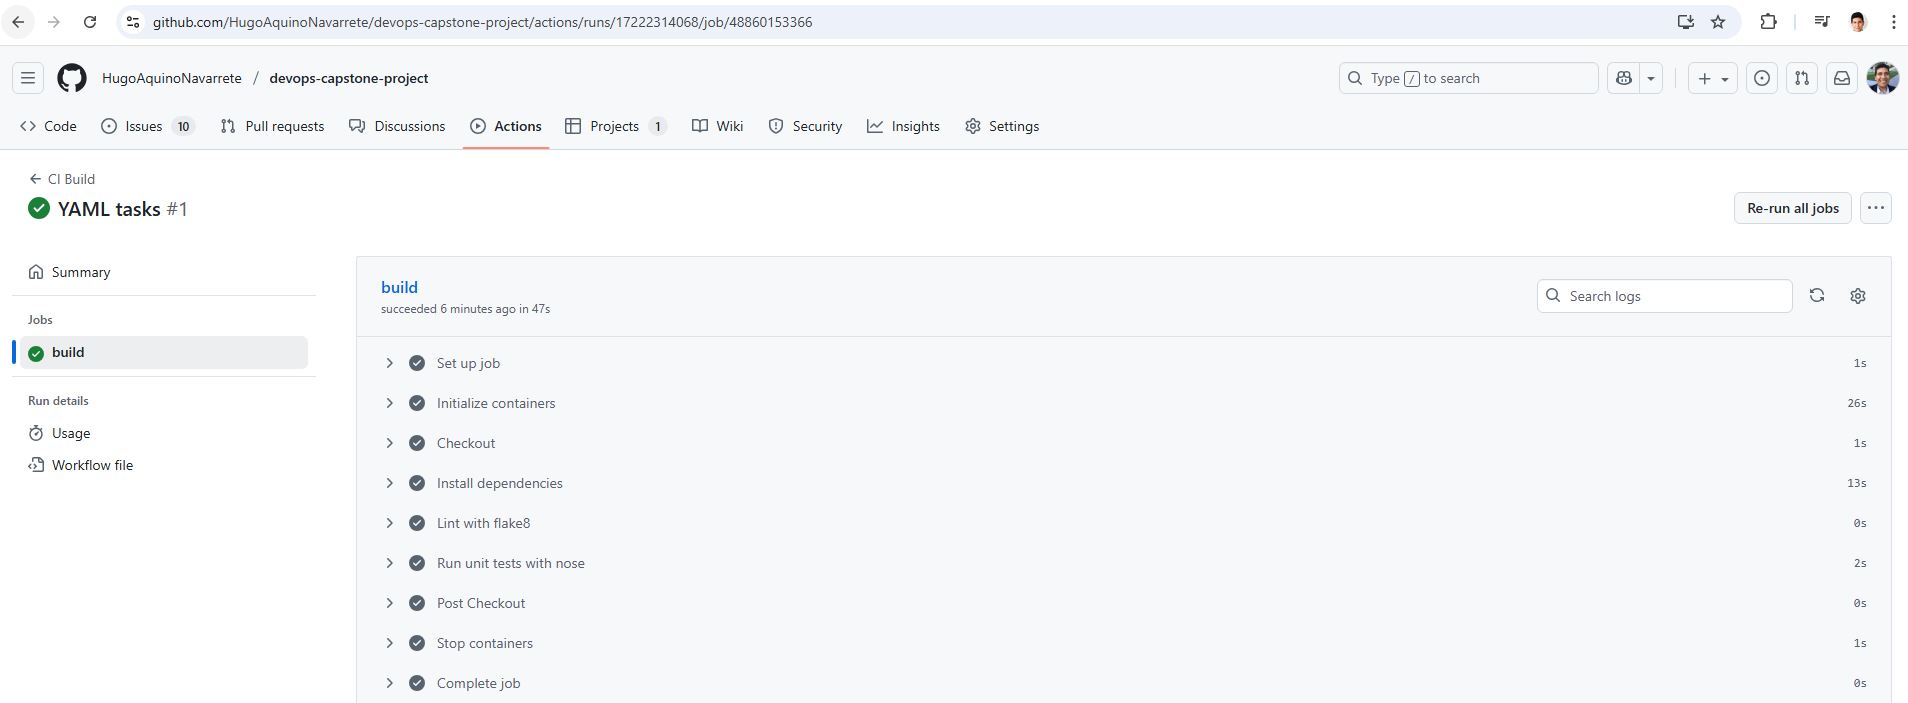 github.com/HugoAquinoNavarrete/devops-capstone-project/actions/runs/17222314068/job/48860153366
HugoAquinoNavarrete / devops-capstone-project
Type / to search
Code Issues 10 Pull requests Discussions Actions Projects 1 Wiki Security Insights Settings
CI Build
YAML tasks #1
Re-run all jobs
Summary
Jobs
build
Run details
Usage
Workflow file
build
succeeded 6 minutes ago in 47s
Search logs
Set up job 1s
Initialize containers 26s
Checkout 1s
Install dependencies 13s
Lint with flake8 0s
Run unit tests with nose 2s
Post Checkout 0s
Stop containers 1s
Complete job 0s